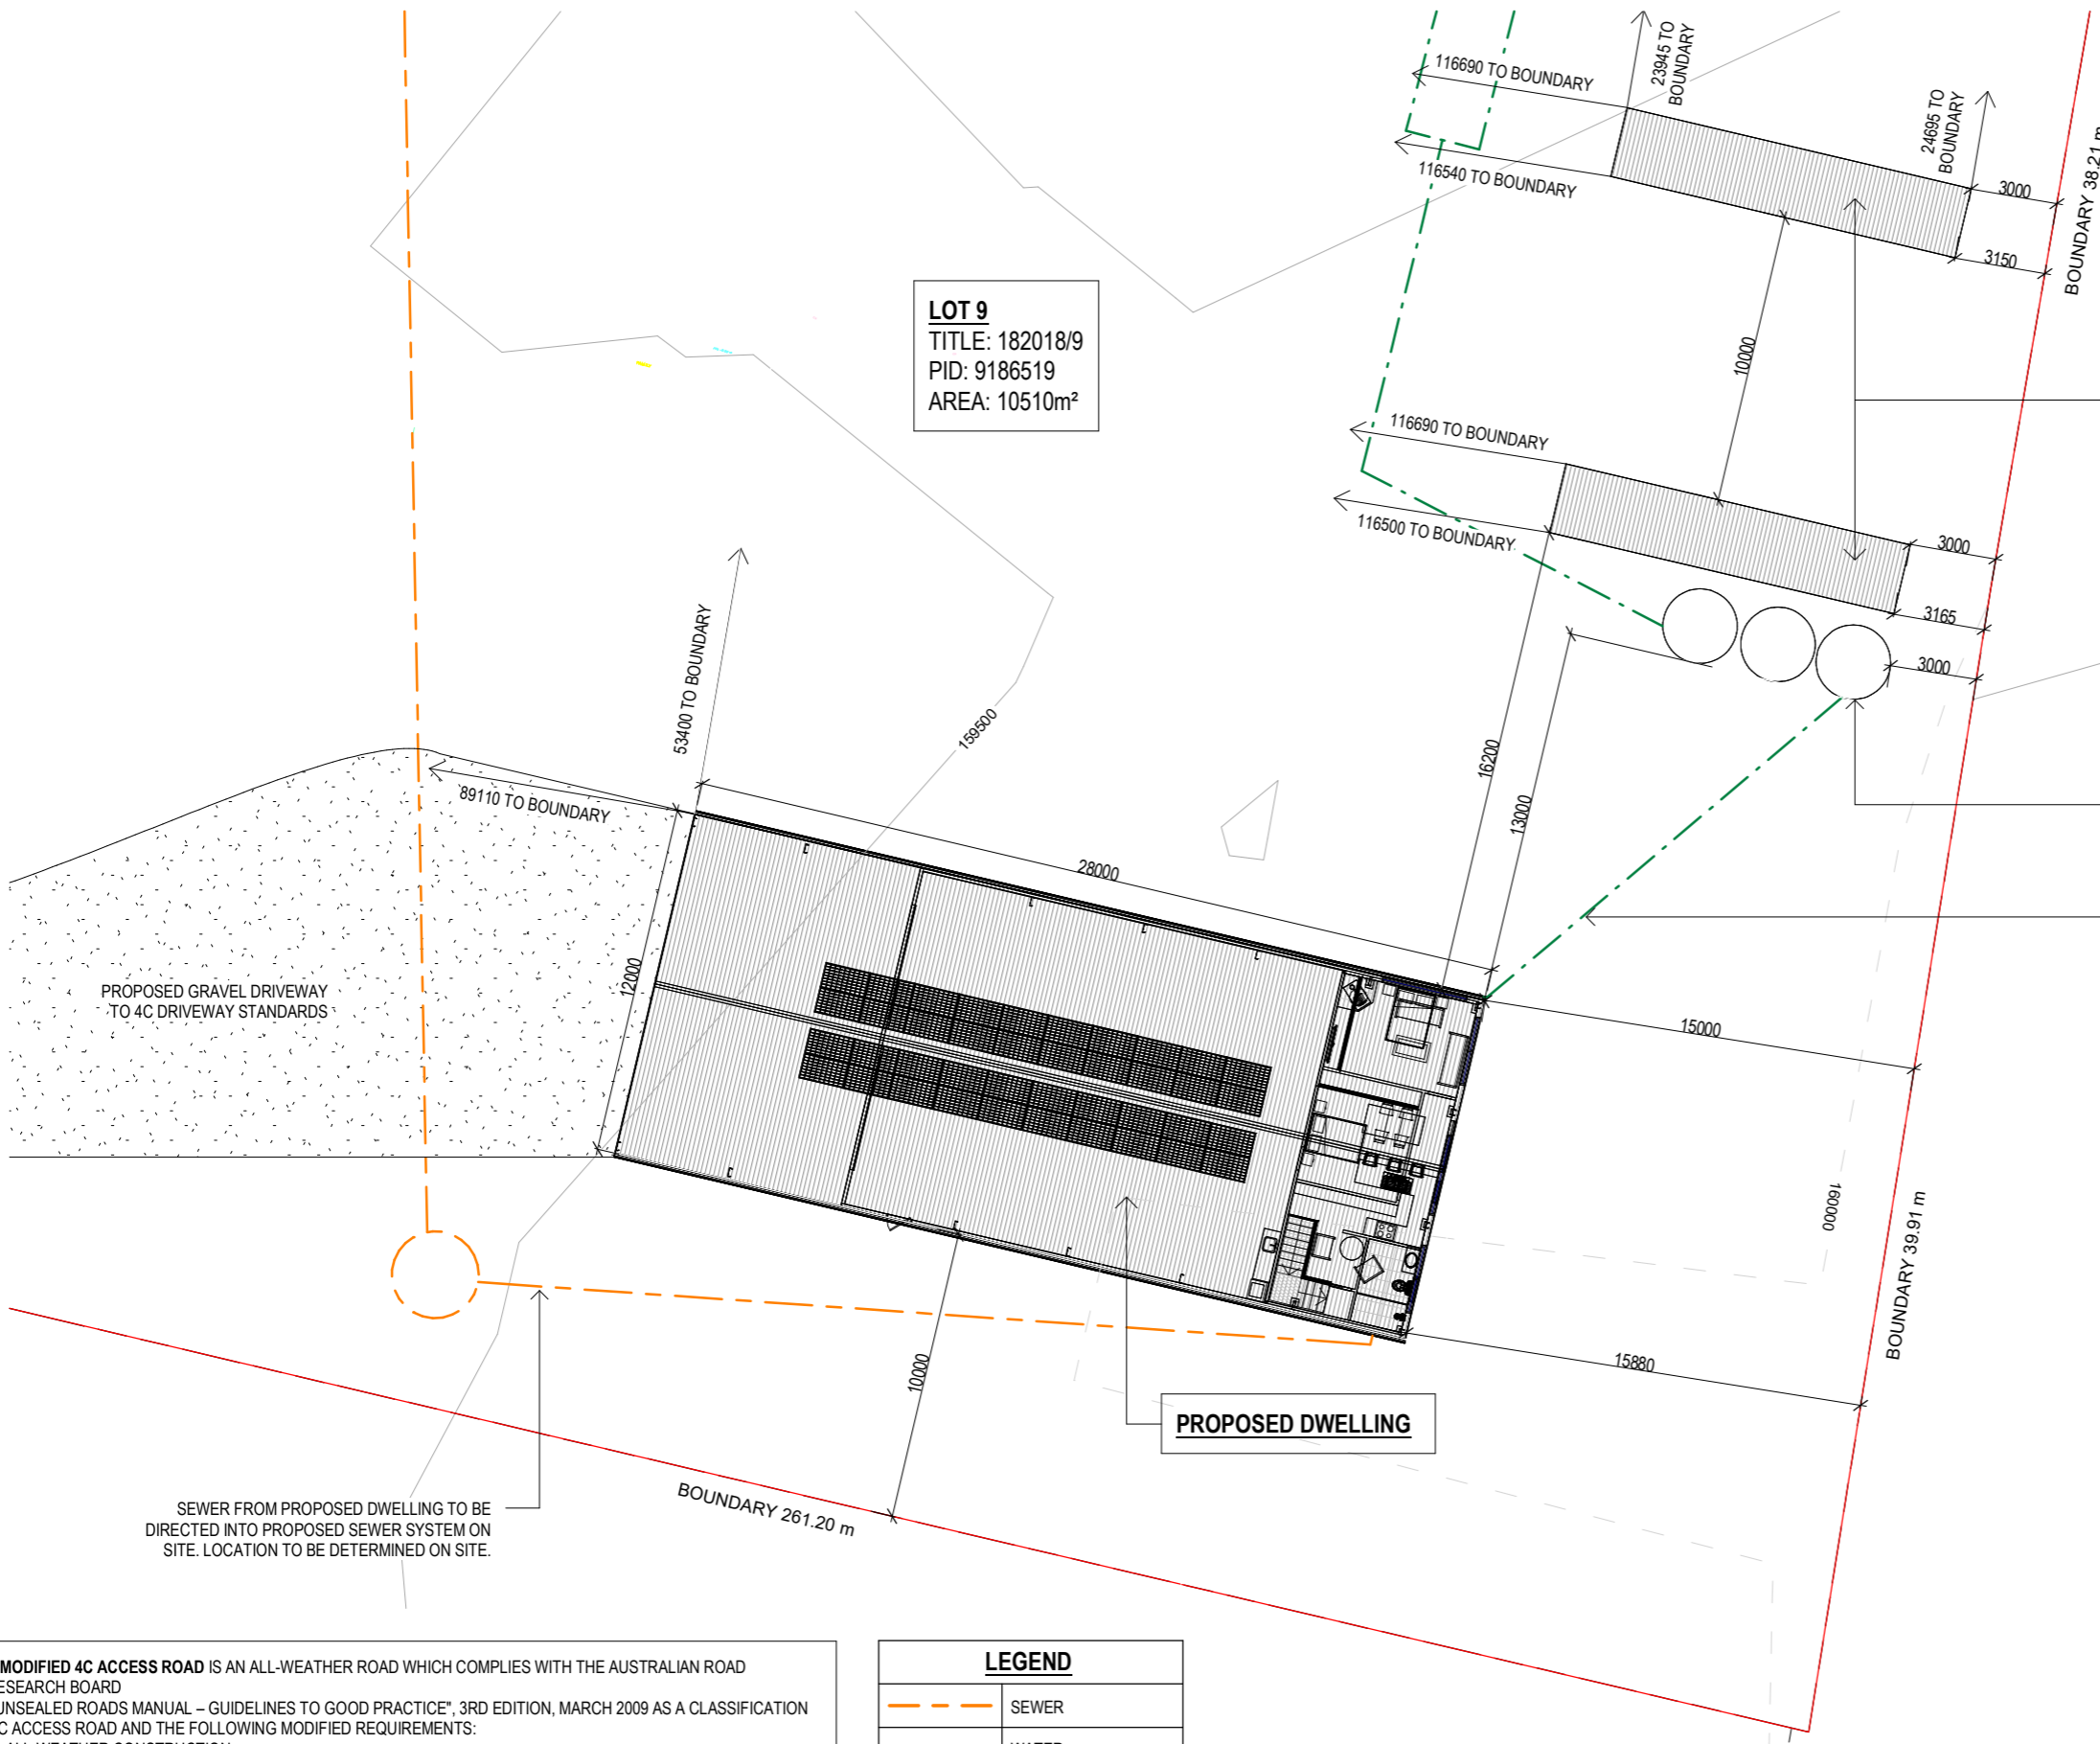 116690 TO BOUNDARY
23945 TO
BOUNDARY
24695 TO
BOUNDARY
116540 TO BOUNDARY
3000
3150
BOUNDARY 38.21 m
LOT 9
TITLE: 182018/9
PID: 9186519
AREA: 10510m²
10000
116690 TO BOUNDARY
116500 TO BOUNDARY
3000
3165
3000
53400 TO BOUNDARY
159500
16200
13000
89110 TO BOUNDARY
28000
12000
PROPOSED GRAVEL DRIVEWAY
TO 4C DRIVEWAY STANDARDS
15000
160000
BOUNDARY 39.91 m
15880
10000
PROPOSED DWELLING
BOUNDARY 261.20 m
SEWER FROM PROPOSED DWELLING TO BE
DIRECTED INTO PROPOSED SEWER SYSTEM ON
SITE. LOCATION TO BE DETERMINED ON SITE.
MODIFIED 4C ACCESS ROAD IS AN ALL-WEATHER ROAD WHICH COMPLIES WITH THE AUSTRALIAN ROAD
ESEARCH BOARD
UNSEALED ROADS MANUAL – GUIDELINES TO GOOD PRACTICE", 3RD EDITION, MARCH 2009 AS A CLASSIFICATION
C ACCESS ROAD AND THE FOLLOWING MODIFIED REQUIREMENTS:
LEGEND
SEWER